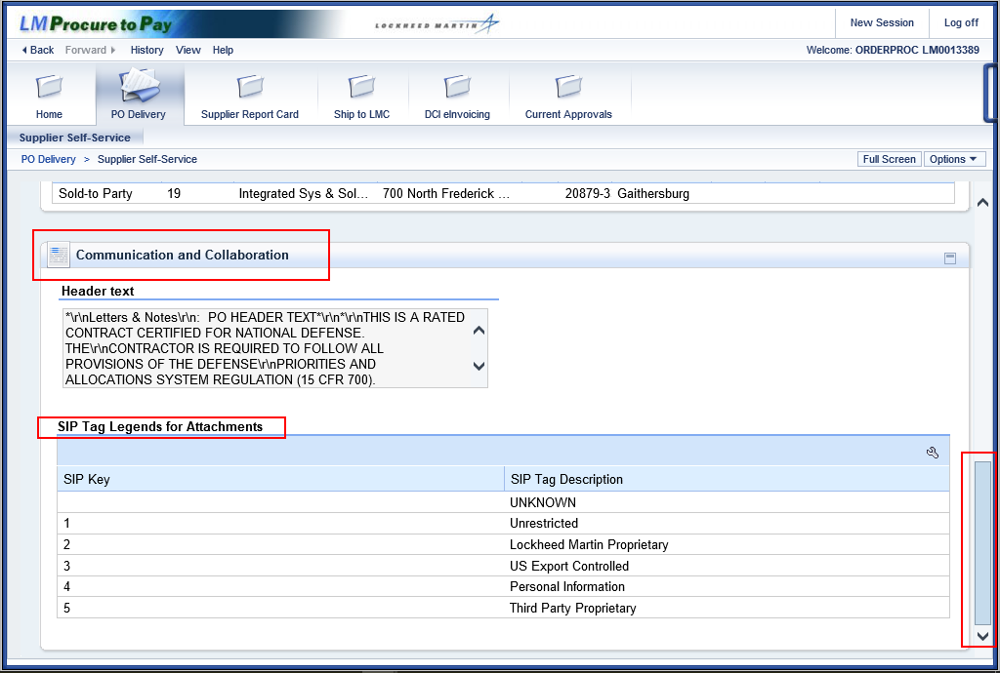 LM Procure to Pay
LOCKHEED MARTIN
New Session
Log off
Back Forward History View Help
Welcome: ORDERPROC LM0013389
Home
PO Delivery
Supplier Report Card
Ship to LMC
DCI eInvoicing
Current Approvals
Supplier Self-Service
PO Delivery > Supplier Self-Service
Full Screen
Options
Sold-to Party 19 Integrated Sys & Sol... 700 North Frederick ... 20879-3 Gaithersburg
Communication and Collaboration
Header text
*\r\nLetters & Notes\r\n: PO HEADER TEXT*\r\n*\r\nTHIS IS A RATED
CONTRACT CERTIFIED FOR NATIONAL DEFENSE.
THE\r\nCONTRACTOR IS REQUIRED TO FOLLOW ALL
PROVISIONS OF THE DEFENSE\r\nPRIORITIES AND
ALLOCATIONS SYSTEM REGULATION (15 CFR 700).
SIP Tag Legends for Attachments
SIP Key SIP Tag Description
UNKNOWN
1 Unrestricted
2 Lockheed Martin Proprietary
3 US Export Controlled
4 Personal Information
5 Third Party Proprietary